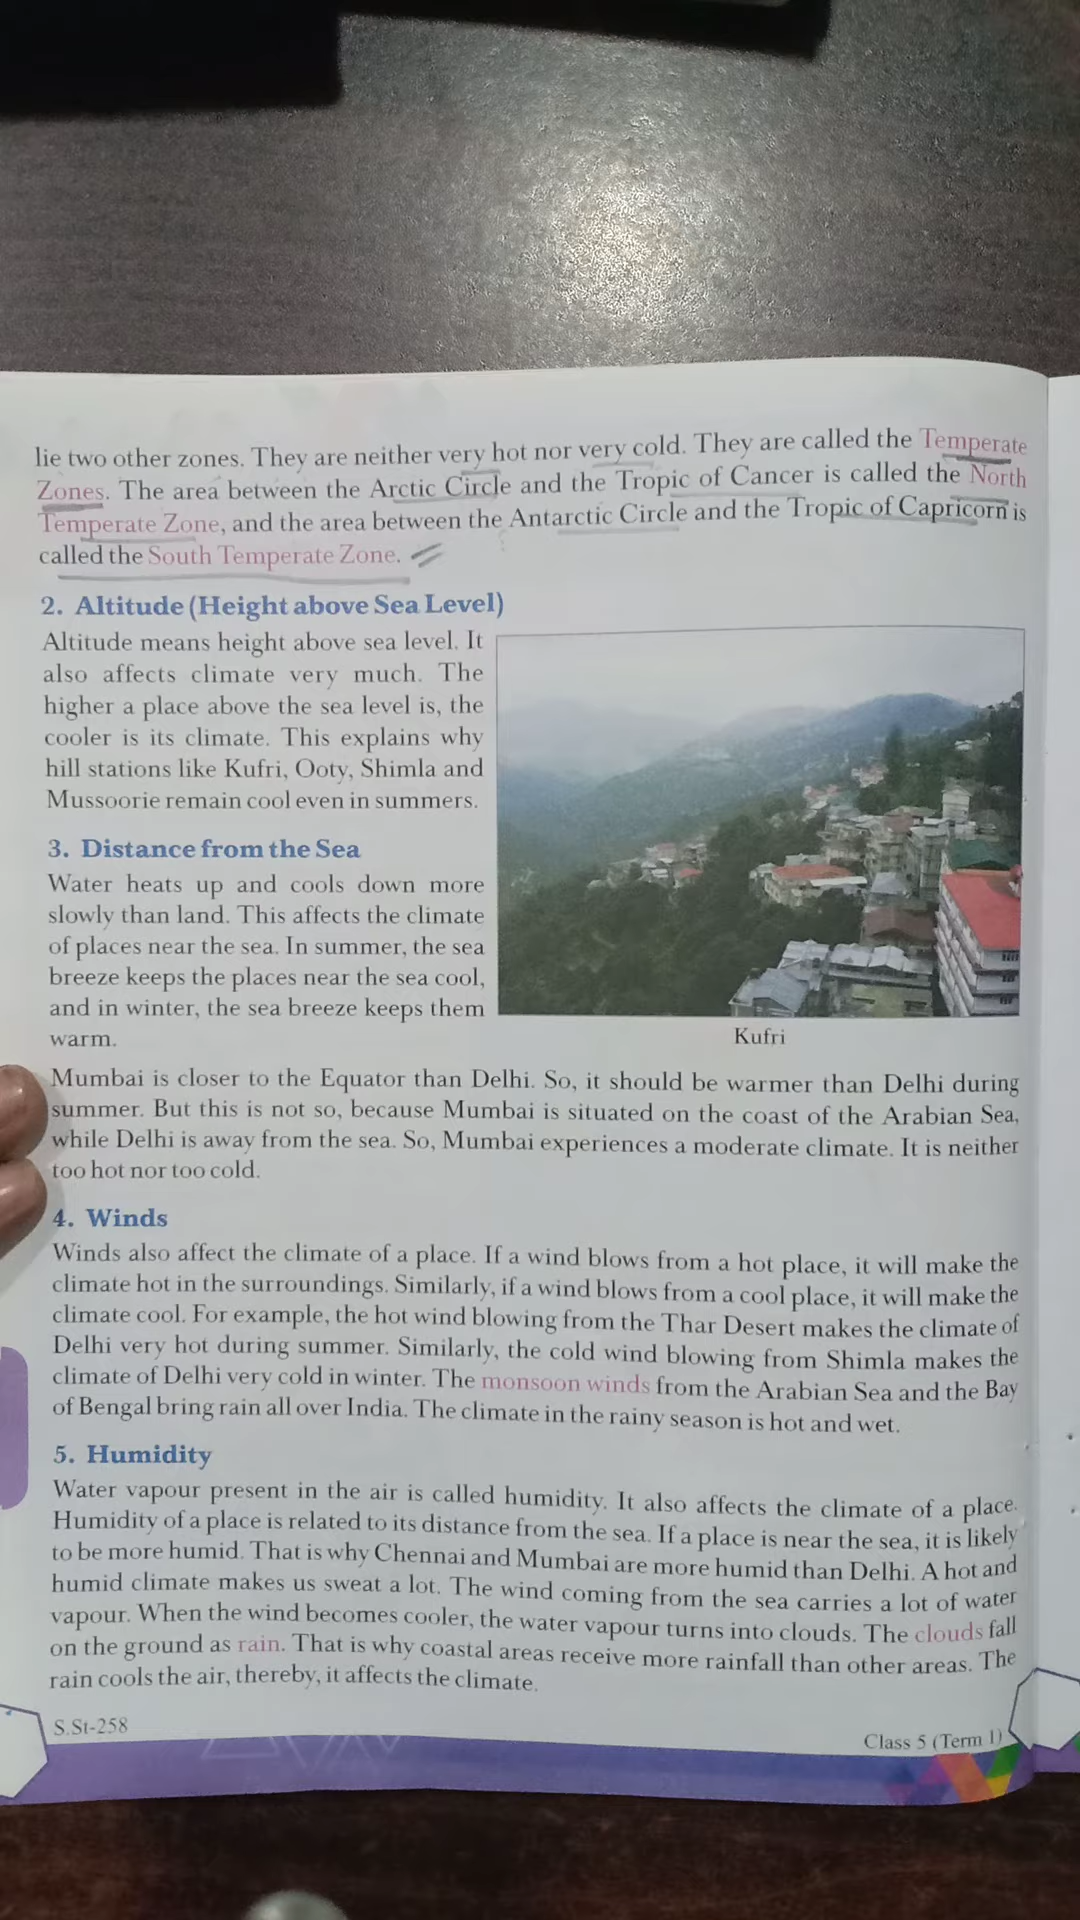 lie two other zones. They are neither very hot nor very cold. They are called the Temperate
Zones. The area between the Arctic Circle and the Tropic of Cancer is called the North
Temperate Zone, and the area between the Antarctic Circle and the Tropic of Capricorn is
called the South Temperate Zone.
2. Altitude (Height above Sea Level)
Altitude means height above sea level. It
also affects climate very much. The
higher a place above the sea level is, the
cooler is its climate. This explains why
hill stations like Kufri, Ooty, Shimla and
Mussoorie remain cool even in summers.
3. Distance from the Sea
Water heats up and cools down more
slowly than land. This affects the climate
of places near the sea. In summer, the sea
breeze keeps the places near the sea cool,
and in winter, the sea breeze keeps them
warm.
Kufri
Mumbai is closer to the Equator than Delhi. So, it should be warmer than Delhi during
summer. But this is not so, because Mumbai is situated on the coast of the Arabian Sea,
while Delhi is away from the sea. So, Mumbai experiences a moderate climate. It is neither
too hot nor too cold.
4. Winds
Winds also affect the climate of a place. If a wind blows from a hot place, it will make the
climate hot in the surroundings. Similarly, if a wind blows from a cool place, it will make the
climate cool. For example, the hot wind blowing from the Thar Desert makes the climate of
Delhi very hot during summer. Similarly, the cold wind blowing from Shimla makes the
climate of Delhi very cold in winter. The monsoon winds from the Arabian Sea and the Bay
of Bengal bring rain all over India. The climate in the rainy season is hot and wet.
5. Humidity
Water vapour present in the air is called humidity. It also affects the climate of a place.
Humidity of a place is related to its distance from the sea. If a place is near the sea, it is likely
to be more humid. That is why Chennai and Mumbai are more humid than Delhi. A hot and
humid climate makes us sweat a lot. The wind coming from the sea carries a lot of water
vapour. When the wind becomes cooler, the water vapour turns into clouds. The clouds fall
on the ground as rain. That is why coastal areas receive more rainfall than other areas. The
rain cools the air, thereby, it affects the climate.
S.St-258
Class 5 (Term 1)